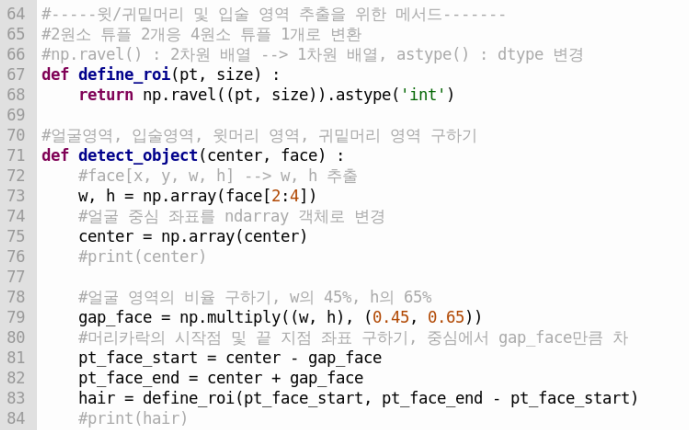 64 #-----윗/귀밑머리 및 입술 영역 추출을 위한 메서드-------
65 #2원소 튜플 2개응 4원소 튜플 1개로 변환
66 #np.ravel() : 2차원 배열 --> 1차원 배열, astype() : dtype 변경
67 def define_roi(pt, size) :
68     return np.ravel((pt, size)).astype('int')
69
70 #얼굴영역, 입술영역, 윗머리 영역, 귀밑머리 영역 구하기
71 def detect_object(center, face) :
72     #face[x, y, w, h] --> w, h 추출
73     w, h = np.array(face[2:4])
74     #얼굴 중심 좌표를 ndarray 객체로 변경
75     center = np.array(center)
76     #print(center)
77
78     #얼굴 영역의 비율 구하기, w의 45%, h의 65%
79     gap_face = np.multiply((w, h), (0.45, 0.65))
80     #머리카락의 시작점 및 끝 지점 좌표 구하기, 중심에서 gap_face만큼 차
81     pt_face_start = center - gap_face
82     pt_face_end = center + gap_face
83     hair = define_roi(pt_face_start, pt_face_end - pt_face_start)
84     #print(hair)